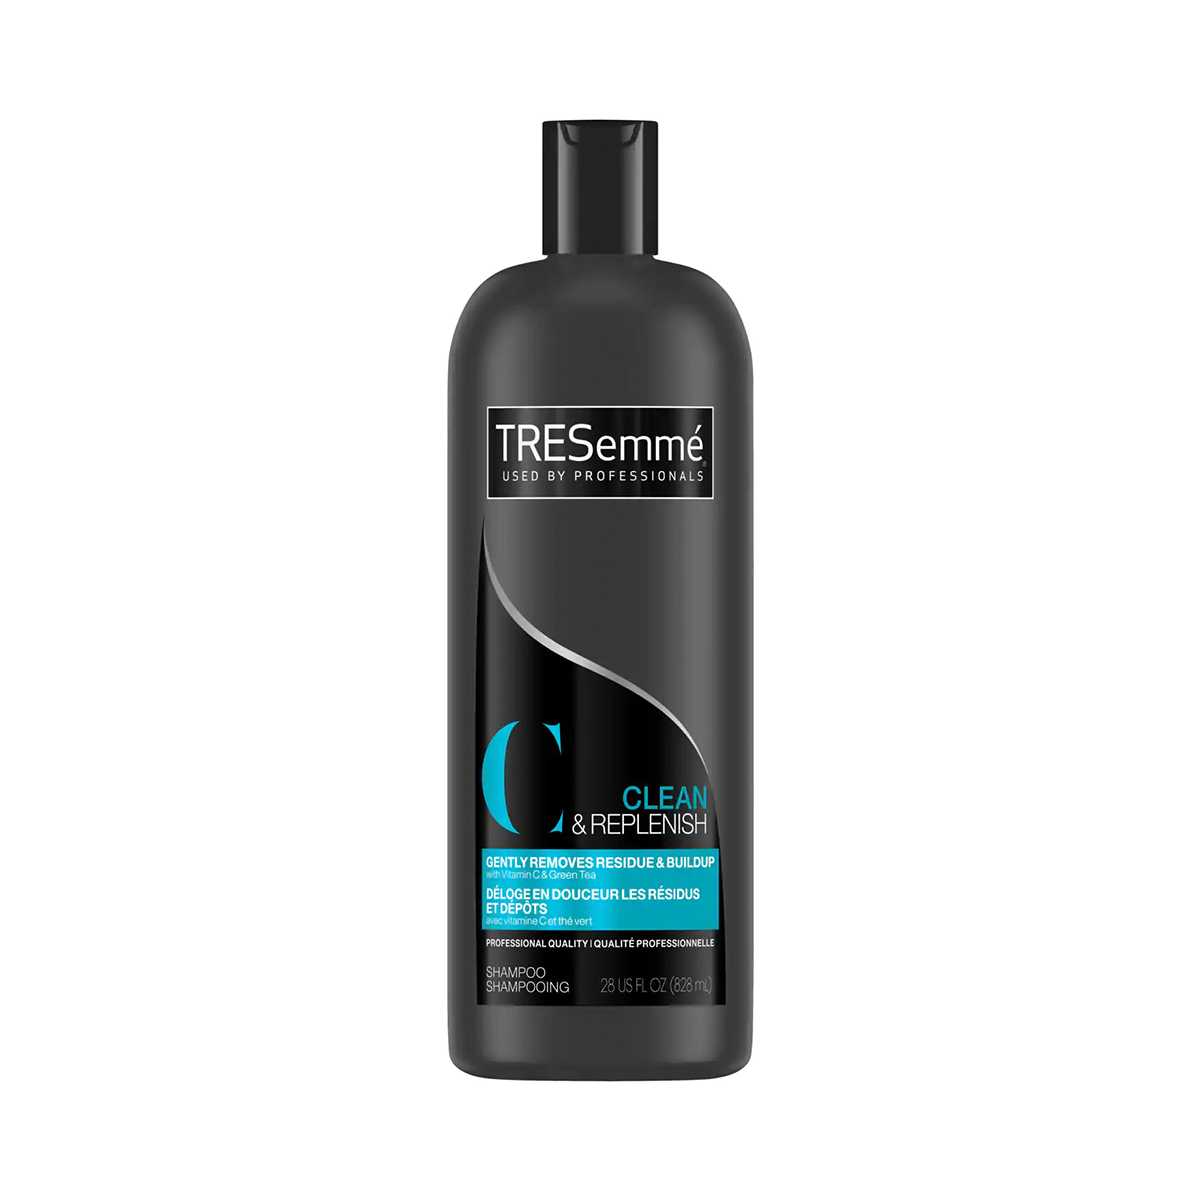 TRESemmé®
USED BY PROFESSIONALS
C
CLEAN
& REPLENISH
GENTLY REMOVES RESIDUE & BUILDUP
with Vitamin C & Green Tea
DÉLOGE EN DOUCEUR LES RÉSIDUS
ET DÉPÔTS
avec vitamine C et thé vert
PROFESSIONAL QUALITY | QUALITÉ PROFESSIONNELLE
SHAMPOO
SHAMPOOING 28 US FL OZ (828 mL)